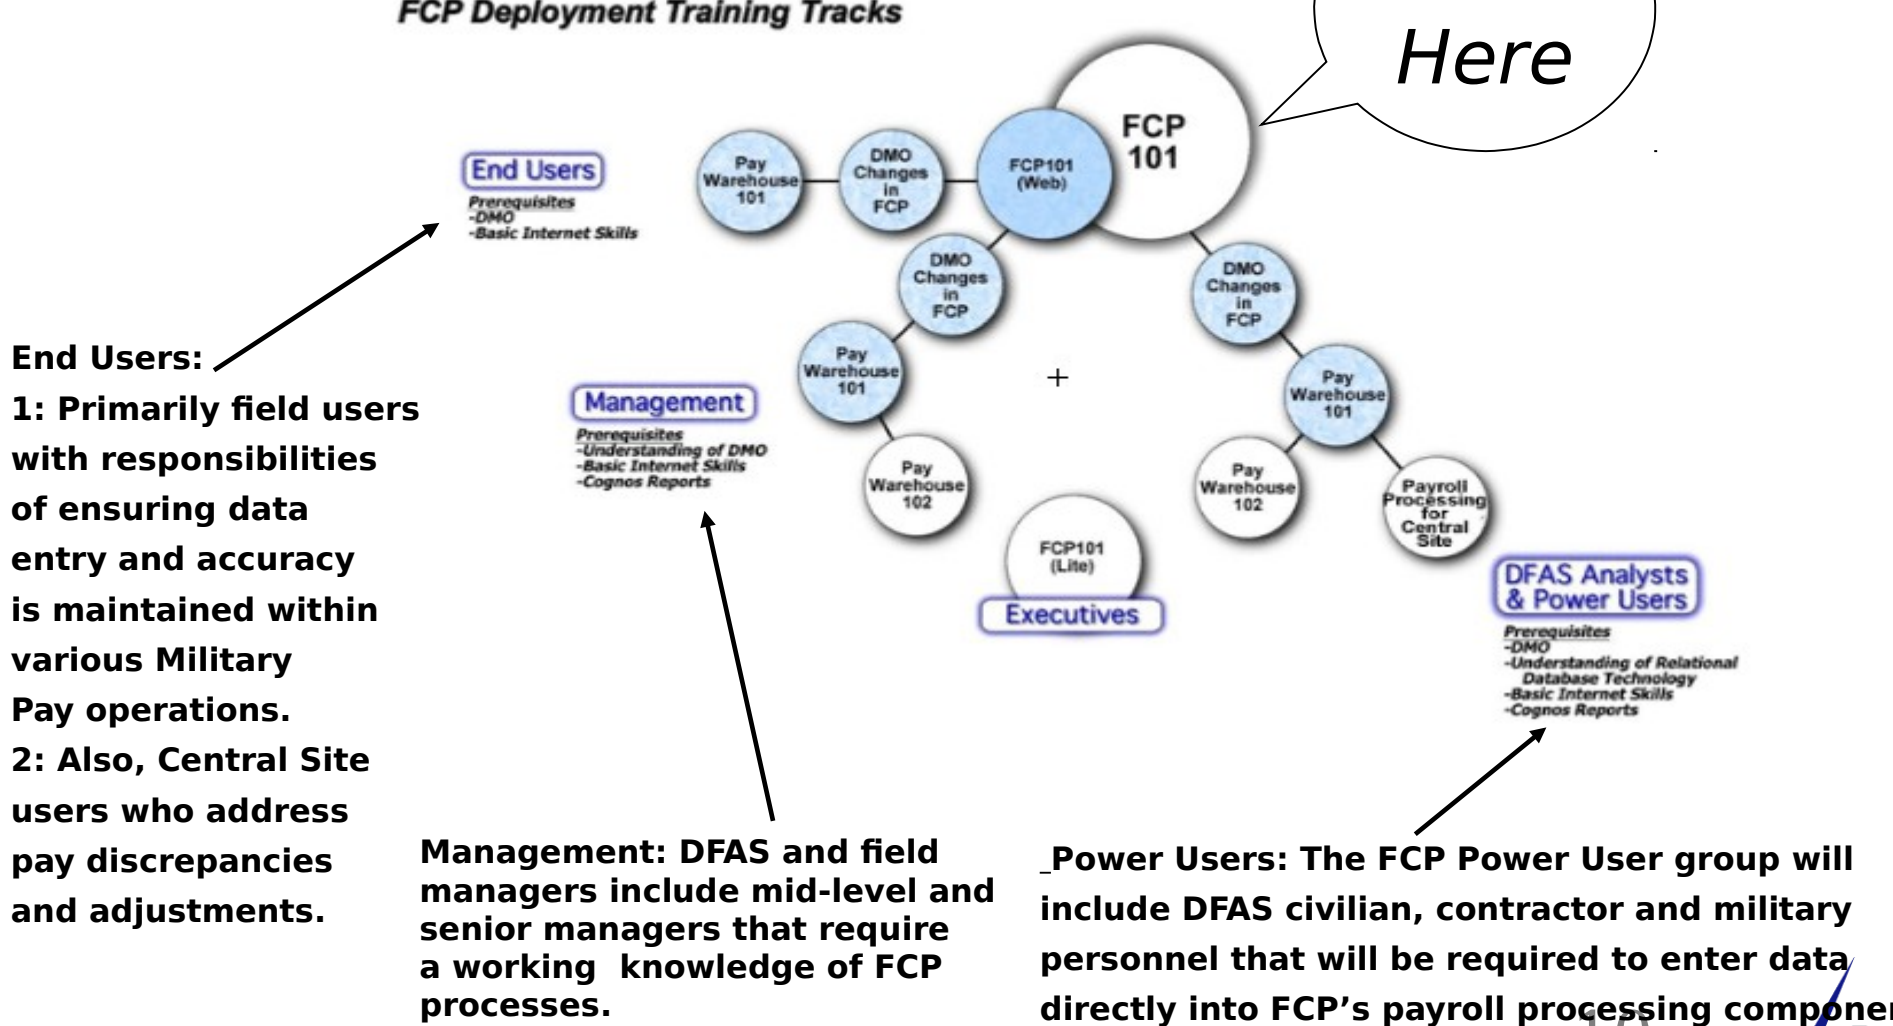 FCP Deployment Training Tracks
Here
FCP
101
FCP101
(Web)
DMO
Changes
in
FCP
Pay
Warehouse
101
End Users
Prerequisites
-DMO
-Basic Internet Skills
DMO
Changes
in
FCP
Pay
Warehouse
101
Pay
Warehouse
102
Management
Prerequisites
-Understanding of DMO
-Basic Internet Skills
-Cognos Reports
+
DMO
Changes
in
FCP
Pay
Warehouse
101
Pay
Warehouse
102
Payroll
Processing
for
Central
Site
FCP101
(Lite)
Executives
DFAS Analysts
& Power Users
Prerequisites
-DMO
-Understanding of Relational
Database Technology
-Basic Internet Skills
-Cognos Reports
End Users:
1: Primarily field users
with responsibilities
of ensuring data
entry and accuracy
is maintained within
various Military
Pay operations.
2: Also, Central Site
users who address
pay discrepancies
and adjustments.
Management: DFAS and field
managers include mid-level and
senior managers that require
a working  knowledge of FCP
processes.
_Power Users: The FCP Power User group will
include DFAS civilian, contractor and military
personnel that will be required to enter data
directly into FCP’s payroll processing